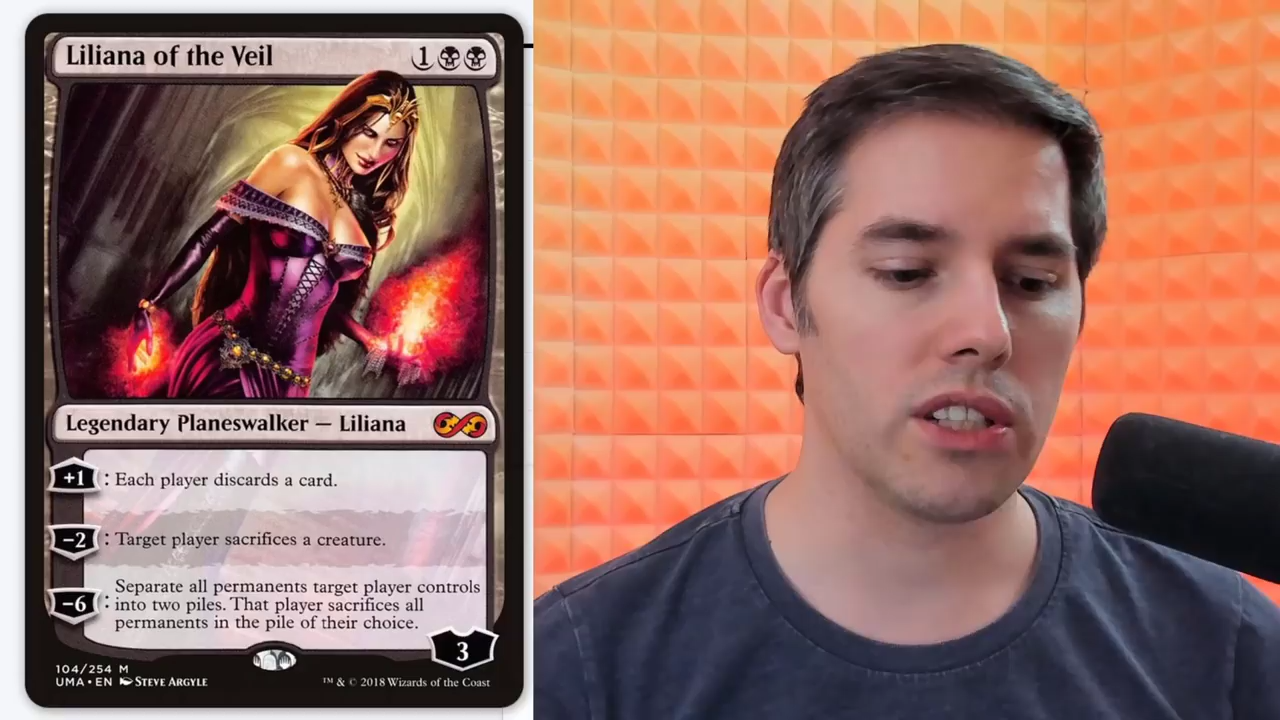 Liliana of the Veil 1
Legendary Planeswalker — Liliana
+1 : Each player discards a card.
−2 : Target player sacrifices a creature.
Separate all permanents target player controls
−6 : into two piles. That player sacrifices all
permanents in the pile of their choice.
3
104/254 M
UMA • EN Steve Argyle ™ & © 2018 Wizards of the Coast